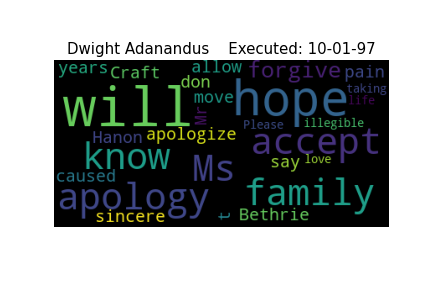 Dwight Adanandus    Executed: 10-01-97
years Craft don allow forgive pain
will move Mr hope taking life
Hanon apologize Please illegible
know Ms say love accept
caused apology family
sincere t Bethrie